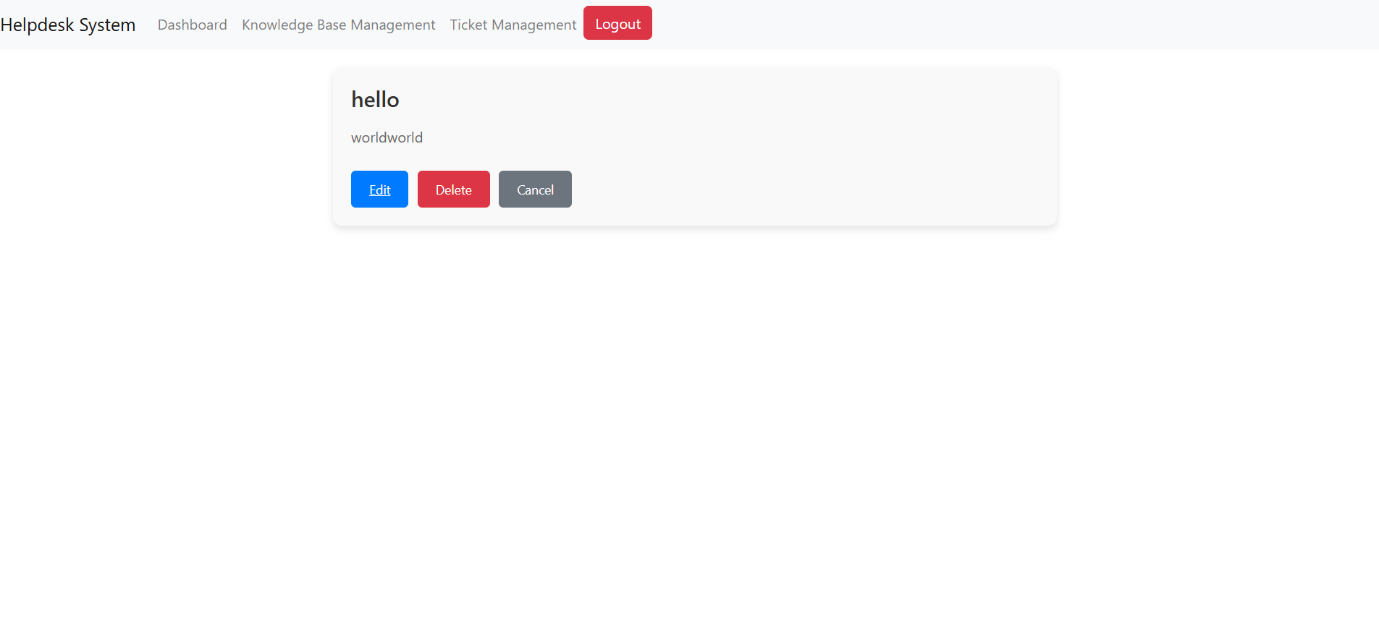 Helpdesk System Dashboard Knowledge Base Management Ticket Management Logout
hello
worldworld
Edit Delete Cancel